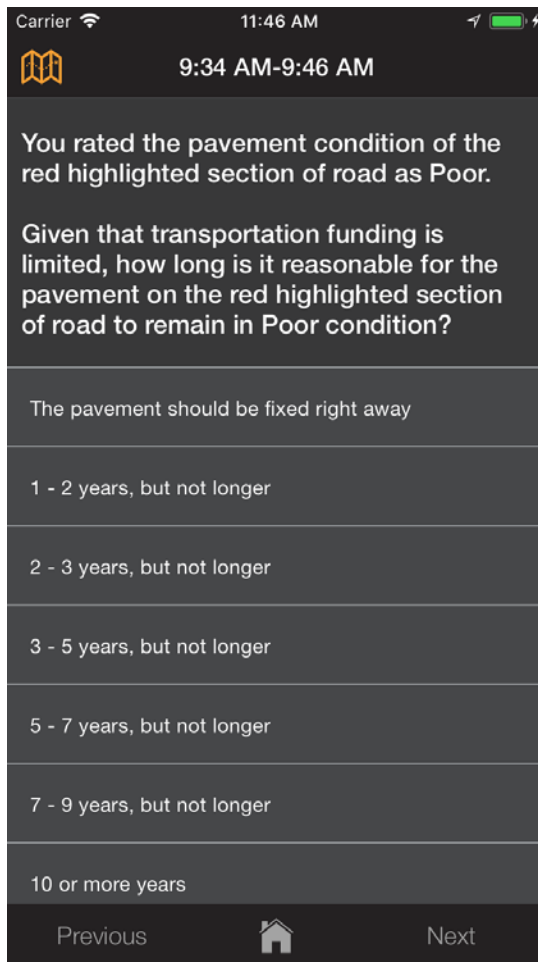 Carrier
11:46 AM
9:34 AM-9:46 AM
You rated the pavement condition of the
red highlighted section of road as Poor.
Given that transportation funding is
limited, how long is it reasonable for the
pavement on the red highlighted section
of road to remain in Poor condition?
The pavement should be fixed right away
1 - 2 years, but not longer
2 - 3 years, but not longer
3 - 5 years, but not longer
5 - 7 years, but not longer
7 - 9 years, but not longer
10 or more years
Previous
Next